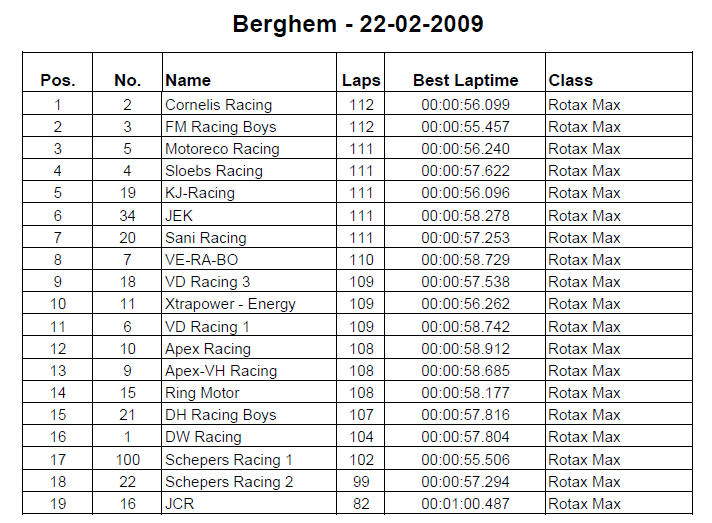 Berghem - 22-02-2009
Pos. No. Name Laps Best Laptime Class
1 2 Cornelis Racing 112 00:00:56.099 Rotax Max
2 3 FM Racing Boys 112 00:00:55.457 Rotax Max
3 5 Motoreco Racing 111 00:00:56.240 Rotax Max
4 4 Sloebs Racing 111 00:00:57.622 Rotax Max
5 19 KJ-Racing 111 00:00:56.096 Rotax Max
6 34 JEK 111 00:00:58.278 Rotax Max
7 20 Sani Racing 111 00:00:57.253 Rotax Max
8 7 VE-RA-BO 110 00:00:58.729 Rotax Max
9 18 VD Racing 3 109 00:00:57.538 Rotax Max
10 11 Xtrapower - Energy 109 00:00:56.262 Rotax Max
11 6 VD Racing 1 109 00:00:58.742 Rotax Max
12 10 Apex Racing 108 00:00:58.912 Rotax Max
13 9 Apex-VH Racing 108 00:00:58.685 Rotax Max
14 15 Ring Motor 108 00:00:58.177 Rotax Max
15 21 DH Racing Boys 107 00:00:57.816 Rotax Max
16 1 DW Racing 104 00:00:57.804 Rotax Max
17 100 Schepers Racing 1 102 00:00:55.506 Rotax Max
18 22 Schepers Racing 2 99 00:00:57.294 Rotax Max
19 16 JCR 82 00:01:00.487 Rotax Max